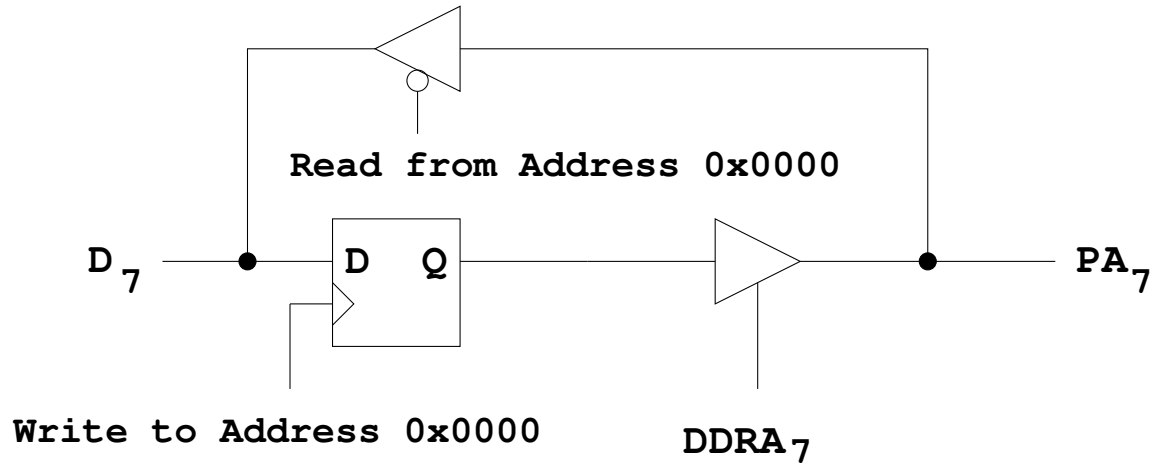 Read from Address 0x0000
D7 D Q PA7
Write to Address 0x0000
DDRA7